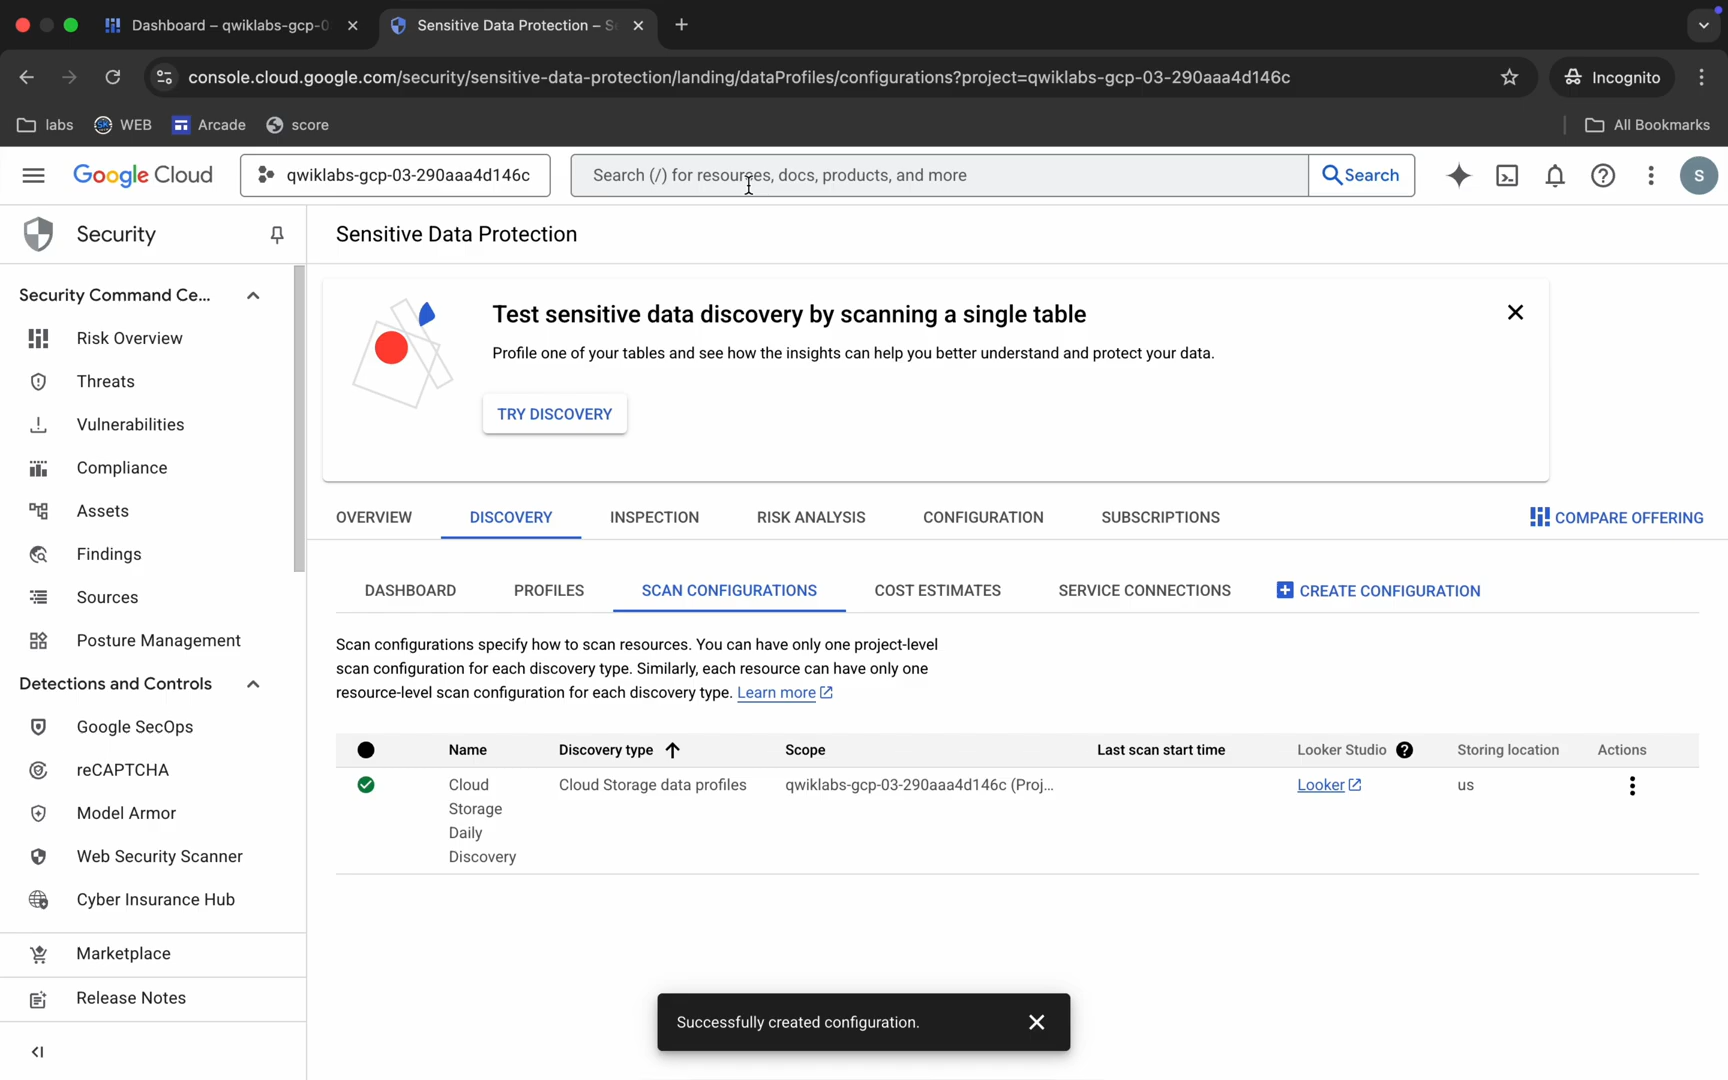 Dashboard – qwiklabs-gcp-0
Sensitive Data Protection – S
console.cloud.google.com/security/sensitive-data-protection/landing/dataProfiles/configurations?project=qwiklabs-gcp-03-290aaa4d146c
Incognito
labs
WEB
Arcade
score
All Bookmarks
Google Cloud
qwiklabs-gcp-03-290aaa4d146c
Search (/) for resources, docs, products, and more
Search
S
Security
Sensitive Data Protection
Security Command Ce...
Risk Overview
Threats
Vulnerabilities
Compliance
Assets
Findings
Sources
Posture Management
Detections and Controls
Google SecOps
reCAPTCHA
Model Armor
Web Security Scanner
Cyber Insurance Hub
Marketplace
Release Notes
Test sensitive data discovery by scanning a single table
Profile one of your tables and see how the insights can help you better understand and protect your data.
TRY DISCOVERY
OVERVIEW
DISCOVERY
INSPECTION
RISK ANALYSIS
CONFIGURATION
SUBSCRIPTIONS
COMPARE OFFERING
DASHBOARD
PROFILES
SCAN CONFIGURATIONS
COST ESTIMATES
SERVICE CONNECTIONS
CREATE CONFIGURATION
Scan configurations specify how to scan resources. You can have only one project-level
scan configuration for each discovery type. Similarly, each resource can have only one
resource-level scan configuration for each discovery type. Learn more
Name
Discovery type
Scope
Last scan start time
Looker Studio
Storing location
Actions
Cloud
Storage
Daily
Discovery
Cloud Storage data profiles
qwiklabs-gcp-03-290aaa4d146c (Proj...
Looker
us
Successfully created configuration.